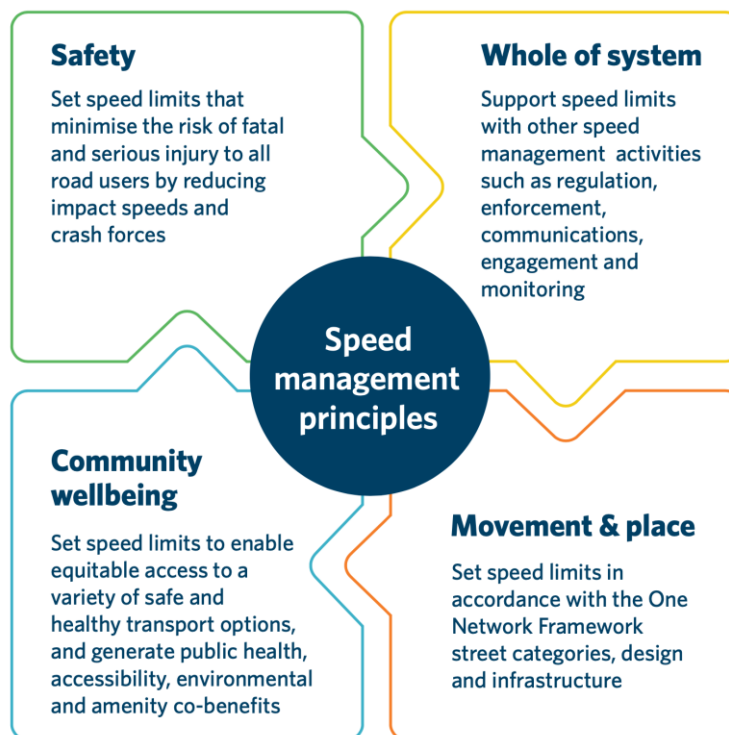 Safety
Set speed limits that
minimise the risk of fatal
and serious injury to all
road users by reducing
impact speeds and
crash forces
Whole of system
Support speed limits
with other speed
management activities
such as regulation,
enforcement,
communications,
engagement and
monitoring
Speed
management
principles
Community
wellbeing
Set speed limits to enable
equitable access to a
variety of safe and
healthy transport options,
and generate public health,
accessibility, environmental
and amenity co-benefits
Movement & place
Set speed limits in
accordance with the One
Network Framework
street categories, design
and infrastructure